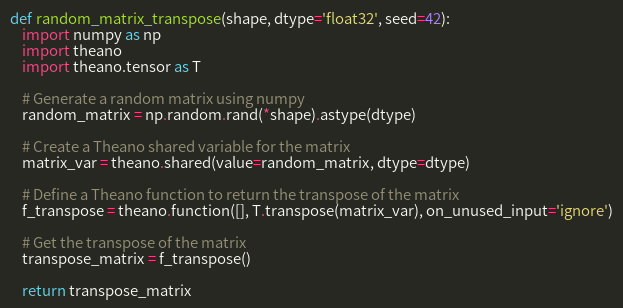 def random_matrix_transpose(shape, dtype='float32', seed=42):
import numpy as np
import theano
import theano.tensor as T
# Generate a random matrix using numpy
random_matrix = np.random.rand(*shape).astype(dtype)
# Create a Theano shared variable for the matrix
matrix_var = theano.shared(value=random_matrix, dtype=dtype)
# Define a Theano function to return the transpose of the matrix
f_transpose = theano.function([], T.transpose(matrix_var), on_unused_input='ignore')
# Get the transpose of the matrix
transpose_matrix = f_transpose()
return transpose_matrix